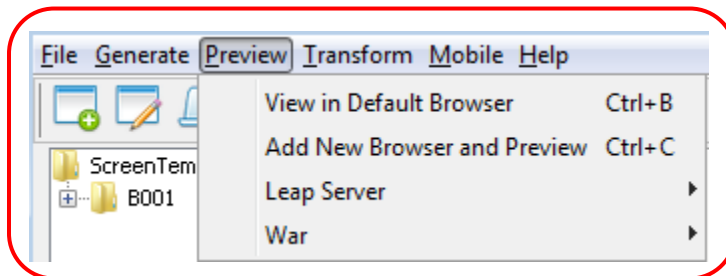 File Generate Preview Transform Mobile Help
View in Default Browser Ctrl+B
Add New Browser and Preview Ctrl+C
Leap Server
War
ScreenTem
B001